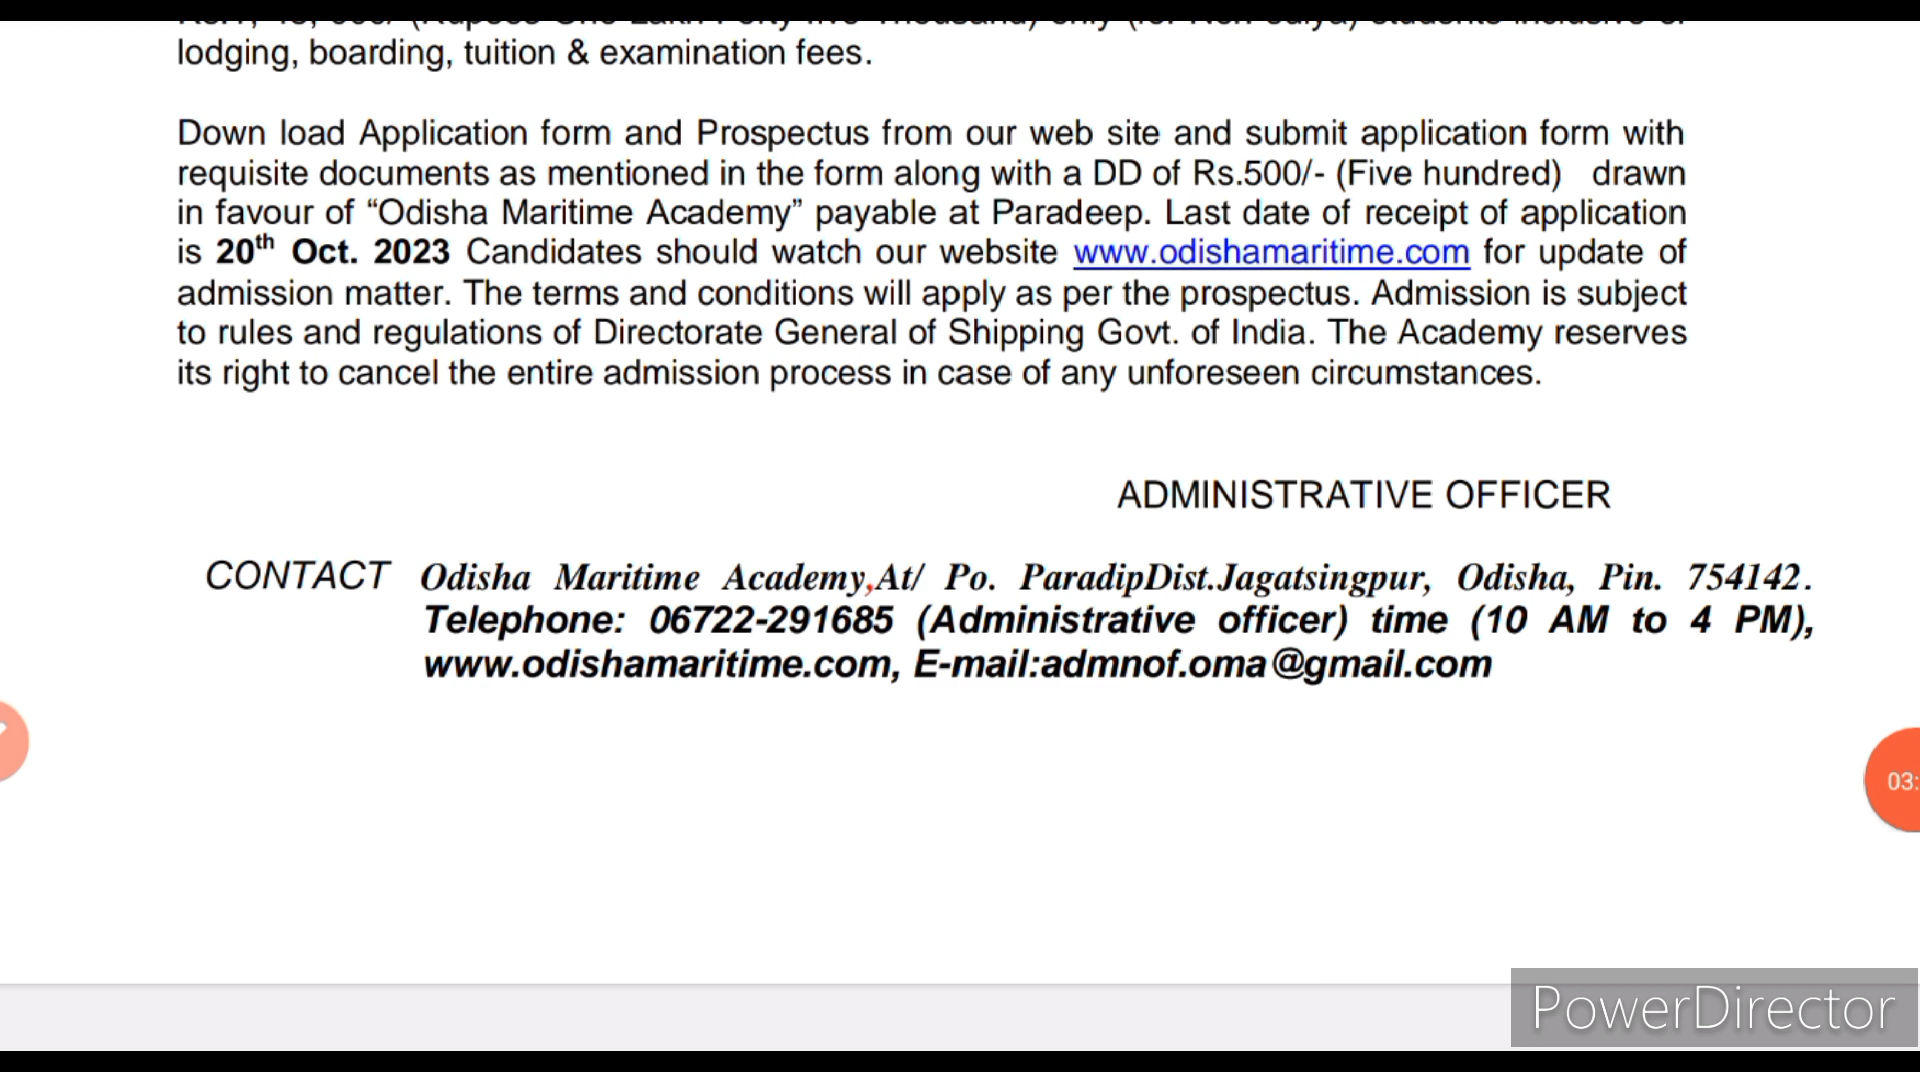 lodging, boarding, tuition & examination fees.
Down load Application form and Prospectus from our web site and submit application form with
requisite documents as mentioned in the form along with a DD of Rs.500/- (Five hundred) drawn
in favour of “Odisha Maritime Academy” payable at Paradeep. Last date of receipt of application
is 20th Oct. 2023 Candidates should watch our website www.odishamaritime.com for update of
admission matter. The terms and conditions will apply as per the prospectus. Admission is subject
to rules and regulations of Directorate General of Shipping Govt. of India. The Academy reserves
its right to cancel the entire admission process in case of any unforeseen circumstances.
ADMINISTRATIVE OFFICER
CONTACT Odisha Maritime Academy,At/ Po. ParadipDist.Jagatsingpur, Odisha, Pin. 754142.
Telephone: 06722-291685 (Administrative officer) time (10 AM to 4 PM),
www.odishamaritime.com, E-mail:admnof.oma@gmail.com
03:
PowerDirector